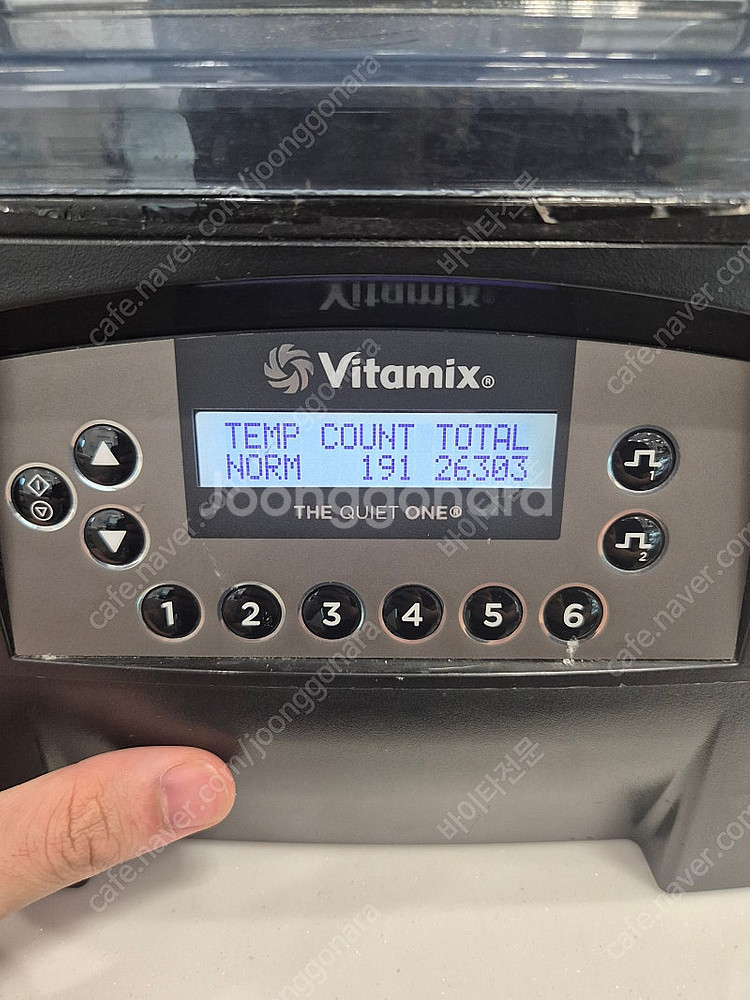 Vitamix®
Vitamix®
TEMP COUNT TOTAL
NORM 191 26303
Joonggonara
THE QUIET ONE®
1
2
1 2 3 4 5 6
cafe.naver.com/joonggonara
바이타전문